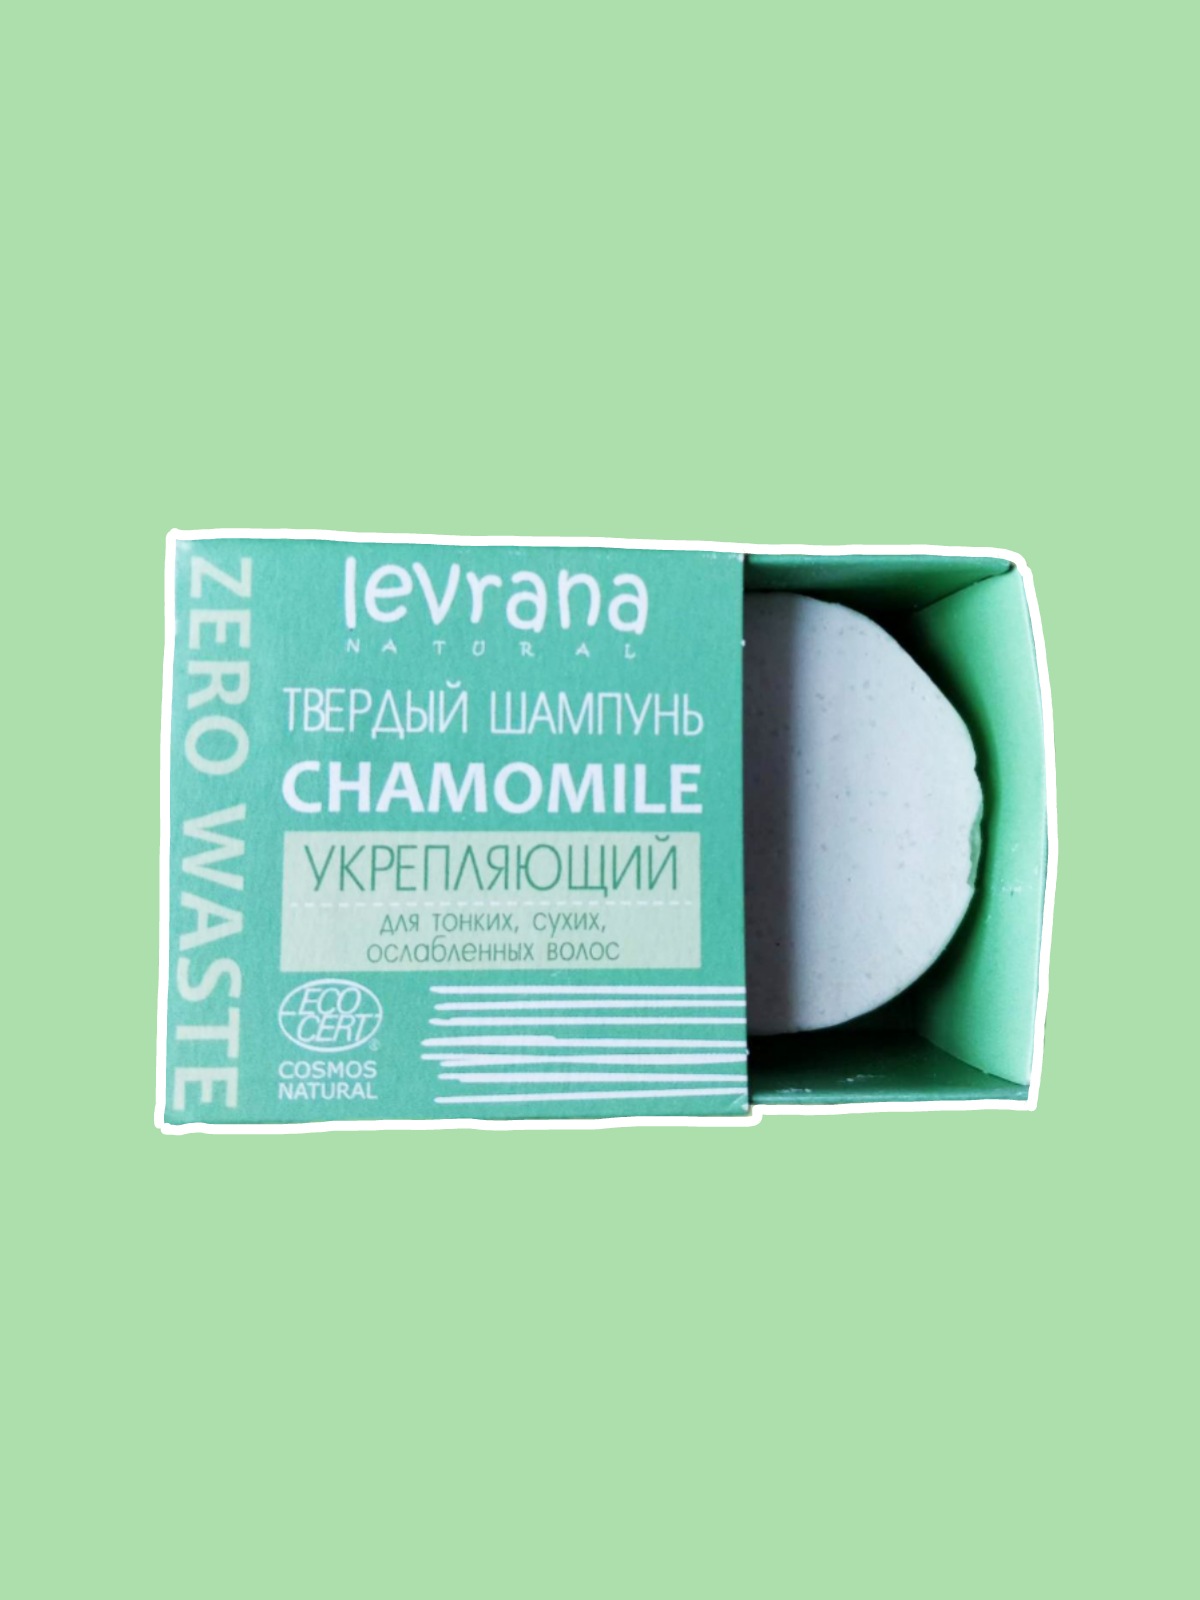 ZERO WASTE
levrana
NATURAL
ТВЕРДЫЙ ШАМПУНЬ
CHAMOMILE
УКРЕПЛЯЮЩИЙ
для тонких, сухих,
ослабленных волос
ECO
CERT®
COSMOS
NATURAL